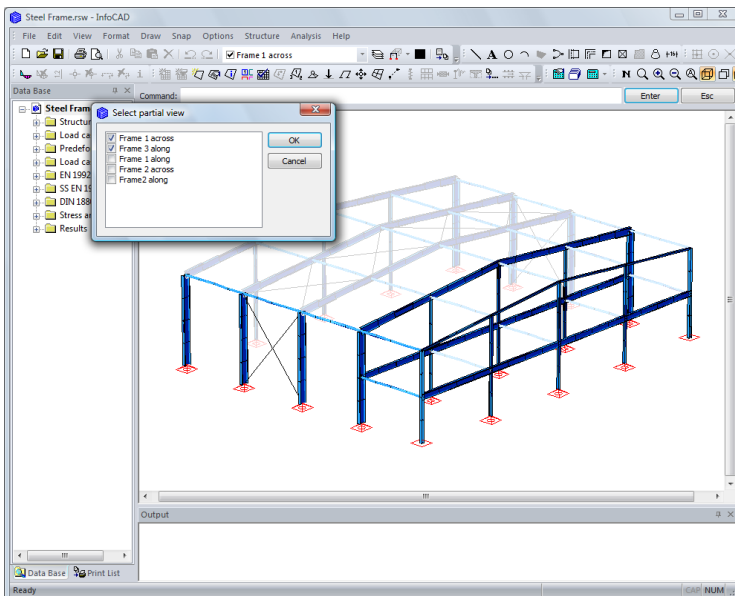 Steel Frame.rsw - InfoCAD
File Edit View Format Draw Snap Options Structure Analysis Help
Frame 1 across
Data Base
Command:
Enter
Esc
Steel Fram
Structur
Load ca
Predefo
Load ca
EN 1992
SS EN 19
DIN 188
Stress a
Results
Select partial view
Frame 1 across
Frame 3 along
Frame 1 along
Frame 2 across
Frame2 along
OK
Cancel
Output
Data Base
Print List
Ready
CAP NUM